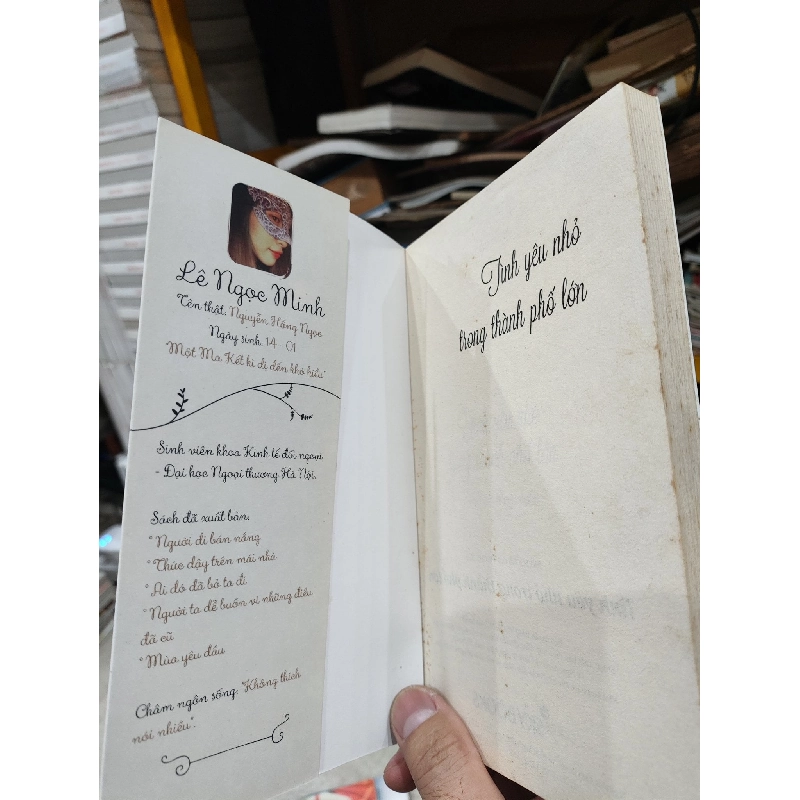 Lê Ngọc Minh
Tên thật: Nguyễn Hồng Ngọc
Ngày sinh: 14 - 01
Một Ma Kết kì dị đến khó hiểu"
Sinh viên khoa Kinh tế đối ngoại
- Đại học Ngoại thương Hà Nội.
Sách đã xuất bản:
* Người đi bán nắng
* Thức dậy trên mái nhà
* Ai đó đã bỏ ta đi
* Người ta dễ buồn vì những điều
đã cũ
* Mùa yêu đầu
Châm ngôn sống: "Không thích
nói nhiều".
Tình yêu nhỏ
trong thành phố lớn